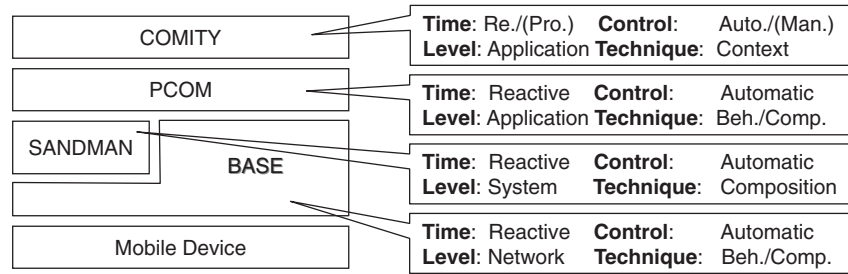 COMITY
Time: Re./(Pro.) Control: Auto./(Man.)
Level: Application Technique: Context
PCOM
Time: Reactive Control: Automatic
Level: Application Technique: Beh./Comp.
SANDMAN
BASE
Time: Reactive Control: Automatic
Level: System Technique: Composition
Mobile Device
Time: Reactive Control: Automatic
Level: Network Technique: Beh./Comp.